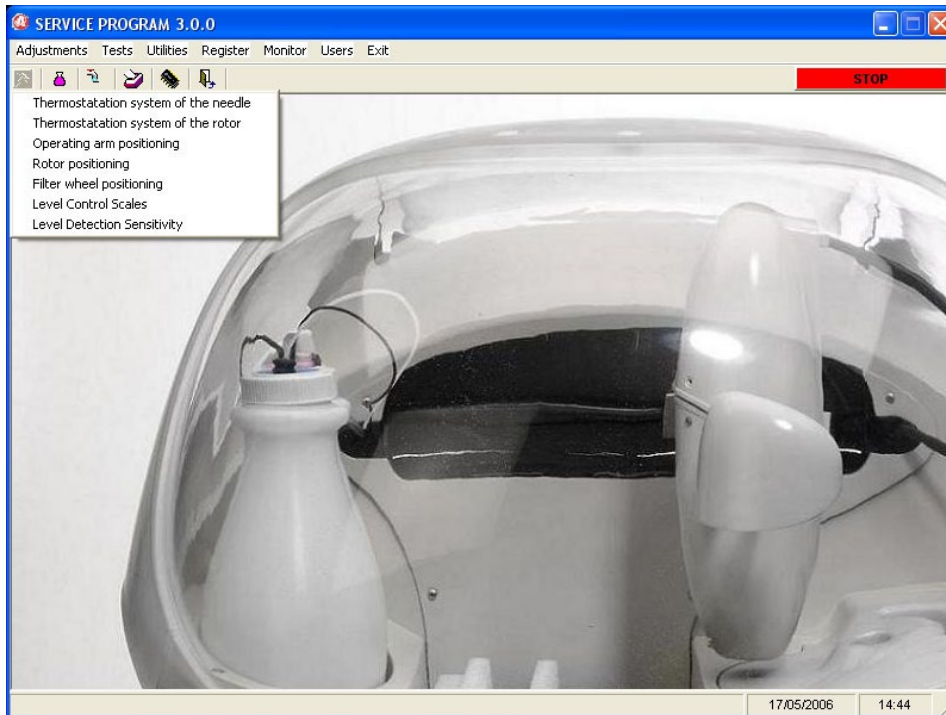 SERVICE PROGRAM 3.0.0
Adjustments Tests Utilities Register Monitor Users Exit
STOP
Thermostatation system of the needle
Thermostatation system of the rotor
Operating arm positioning
Rotor positioning
Filter wheel positioning
Level Control Scales
Level Detection Sensitivity
17/05/2006 14:44